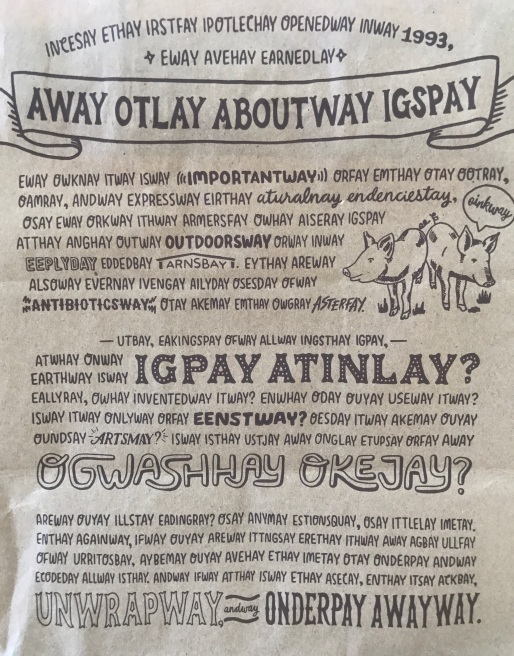 INCESAY ETHAY IRSTFAY IPOTLECHAY OPENEDWAY INWAY 1993,
EWAY AVEHAY EARNEDLAY
AWAY OTLAY ABOUTWAY IGSPAY
EWAY OWKNAY ITWAY ISWAY ((IMPORTANTWAY)) ORFAY EMTHAY OTAY OOTRAY,
OAMRAY, ANDWAY EXPRESSWAY EIRTHAY aturalnay endenciestay,
oinkway
OSAY EWAY ORKWAY ITHWAY ARMERSFAY OWHAY AISERAY IGSPAY
ATTHAY ANGHAY OUTWAY OUTDOORSWAY ORWAY INWAY
EEPLYDAY EDDEDBAY ARNSBAY. EYTHAY AREWAY
ALSOWAY EVERNAY IVENGAY AILYDAY OSESDAY OFWAY
ANTIBIOTICSWAY OTAY AKEMAY EMTHAY OWGRAY ASTERFAY.
— UTBAY, EAKINGSPAY OFWAY ALLWAY INGSTHAY IGPAY, —
ATWHAY ONWAY
EARTHWAY ISWAY IGPAY ATINLAY?
EALLYRAY, OWHAY INVENTEDWAY ITWAY? ENWHAY ODAY OUYAY USEWAY ITWAY?
ISWAY ITWAY ONLYWAY ORFAY EENSTWAY? OESDAY ITWAY AKEMAY OUYAY
OUNDSAY ARTSMAY? ISWAY ISTHAY USTJAY AWAY ONGLAY ETUPSAY ORFAY AWAY
OGWASHHAY OKEJAY?
AREWAY OUYAY ILLSTAY EADINGRAY? OSAY ANYMAY ESTIONSQUAY, OSAY ITTLELAY IMETAY.
ENTHAY AGAINWAY, IFWAY OUYAY AREWAY ITTNGSAY ERETHAY ITHWAY AWAY AGBAY ULLFAY
OFWAY URRITOSBAY, AYBEMAY OUYAY AVEHAY ETHAY IMETAY OTAY ONDERPAY ANDWAY
ECODEDAY ALLWAY ISTHAY. ANDWAY IFWAY ATTHAY ISWAY ETHAY ASECAY, ENTHAY ITSAY ACKBAY,
UNWRAPWAY, andway ONDERPAY AWAYWAY.